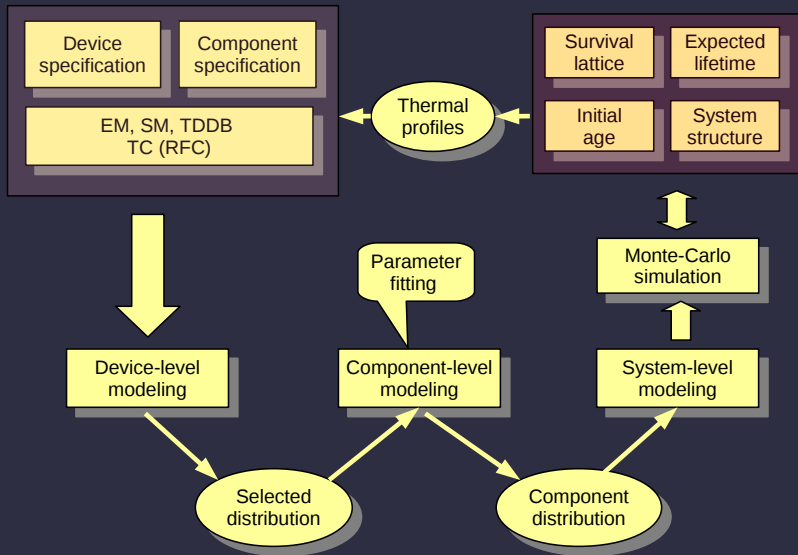 Device
specification
Component
specification
EM, SM, TDDB
TC (RFC)
Thermal
profiles
Survival
lattice
Expected
lifetime
Initial
age
System
structure
Parameter
fitting
Monte-Carlo
simulation
Device-level
modeling
Component-level
modeling
System-level
modeling
Selected
distribution
Component
distribution